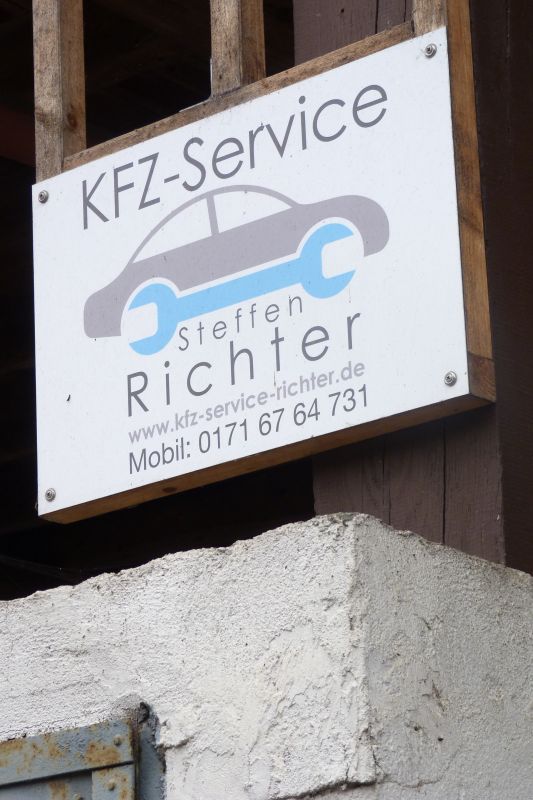 KFZ-Service
Steffen
Richter
www.kfz-service-richter.de
Mobil: 0171 67 64 731